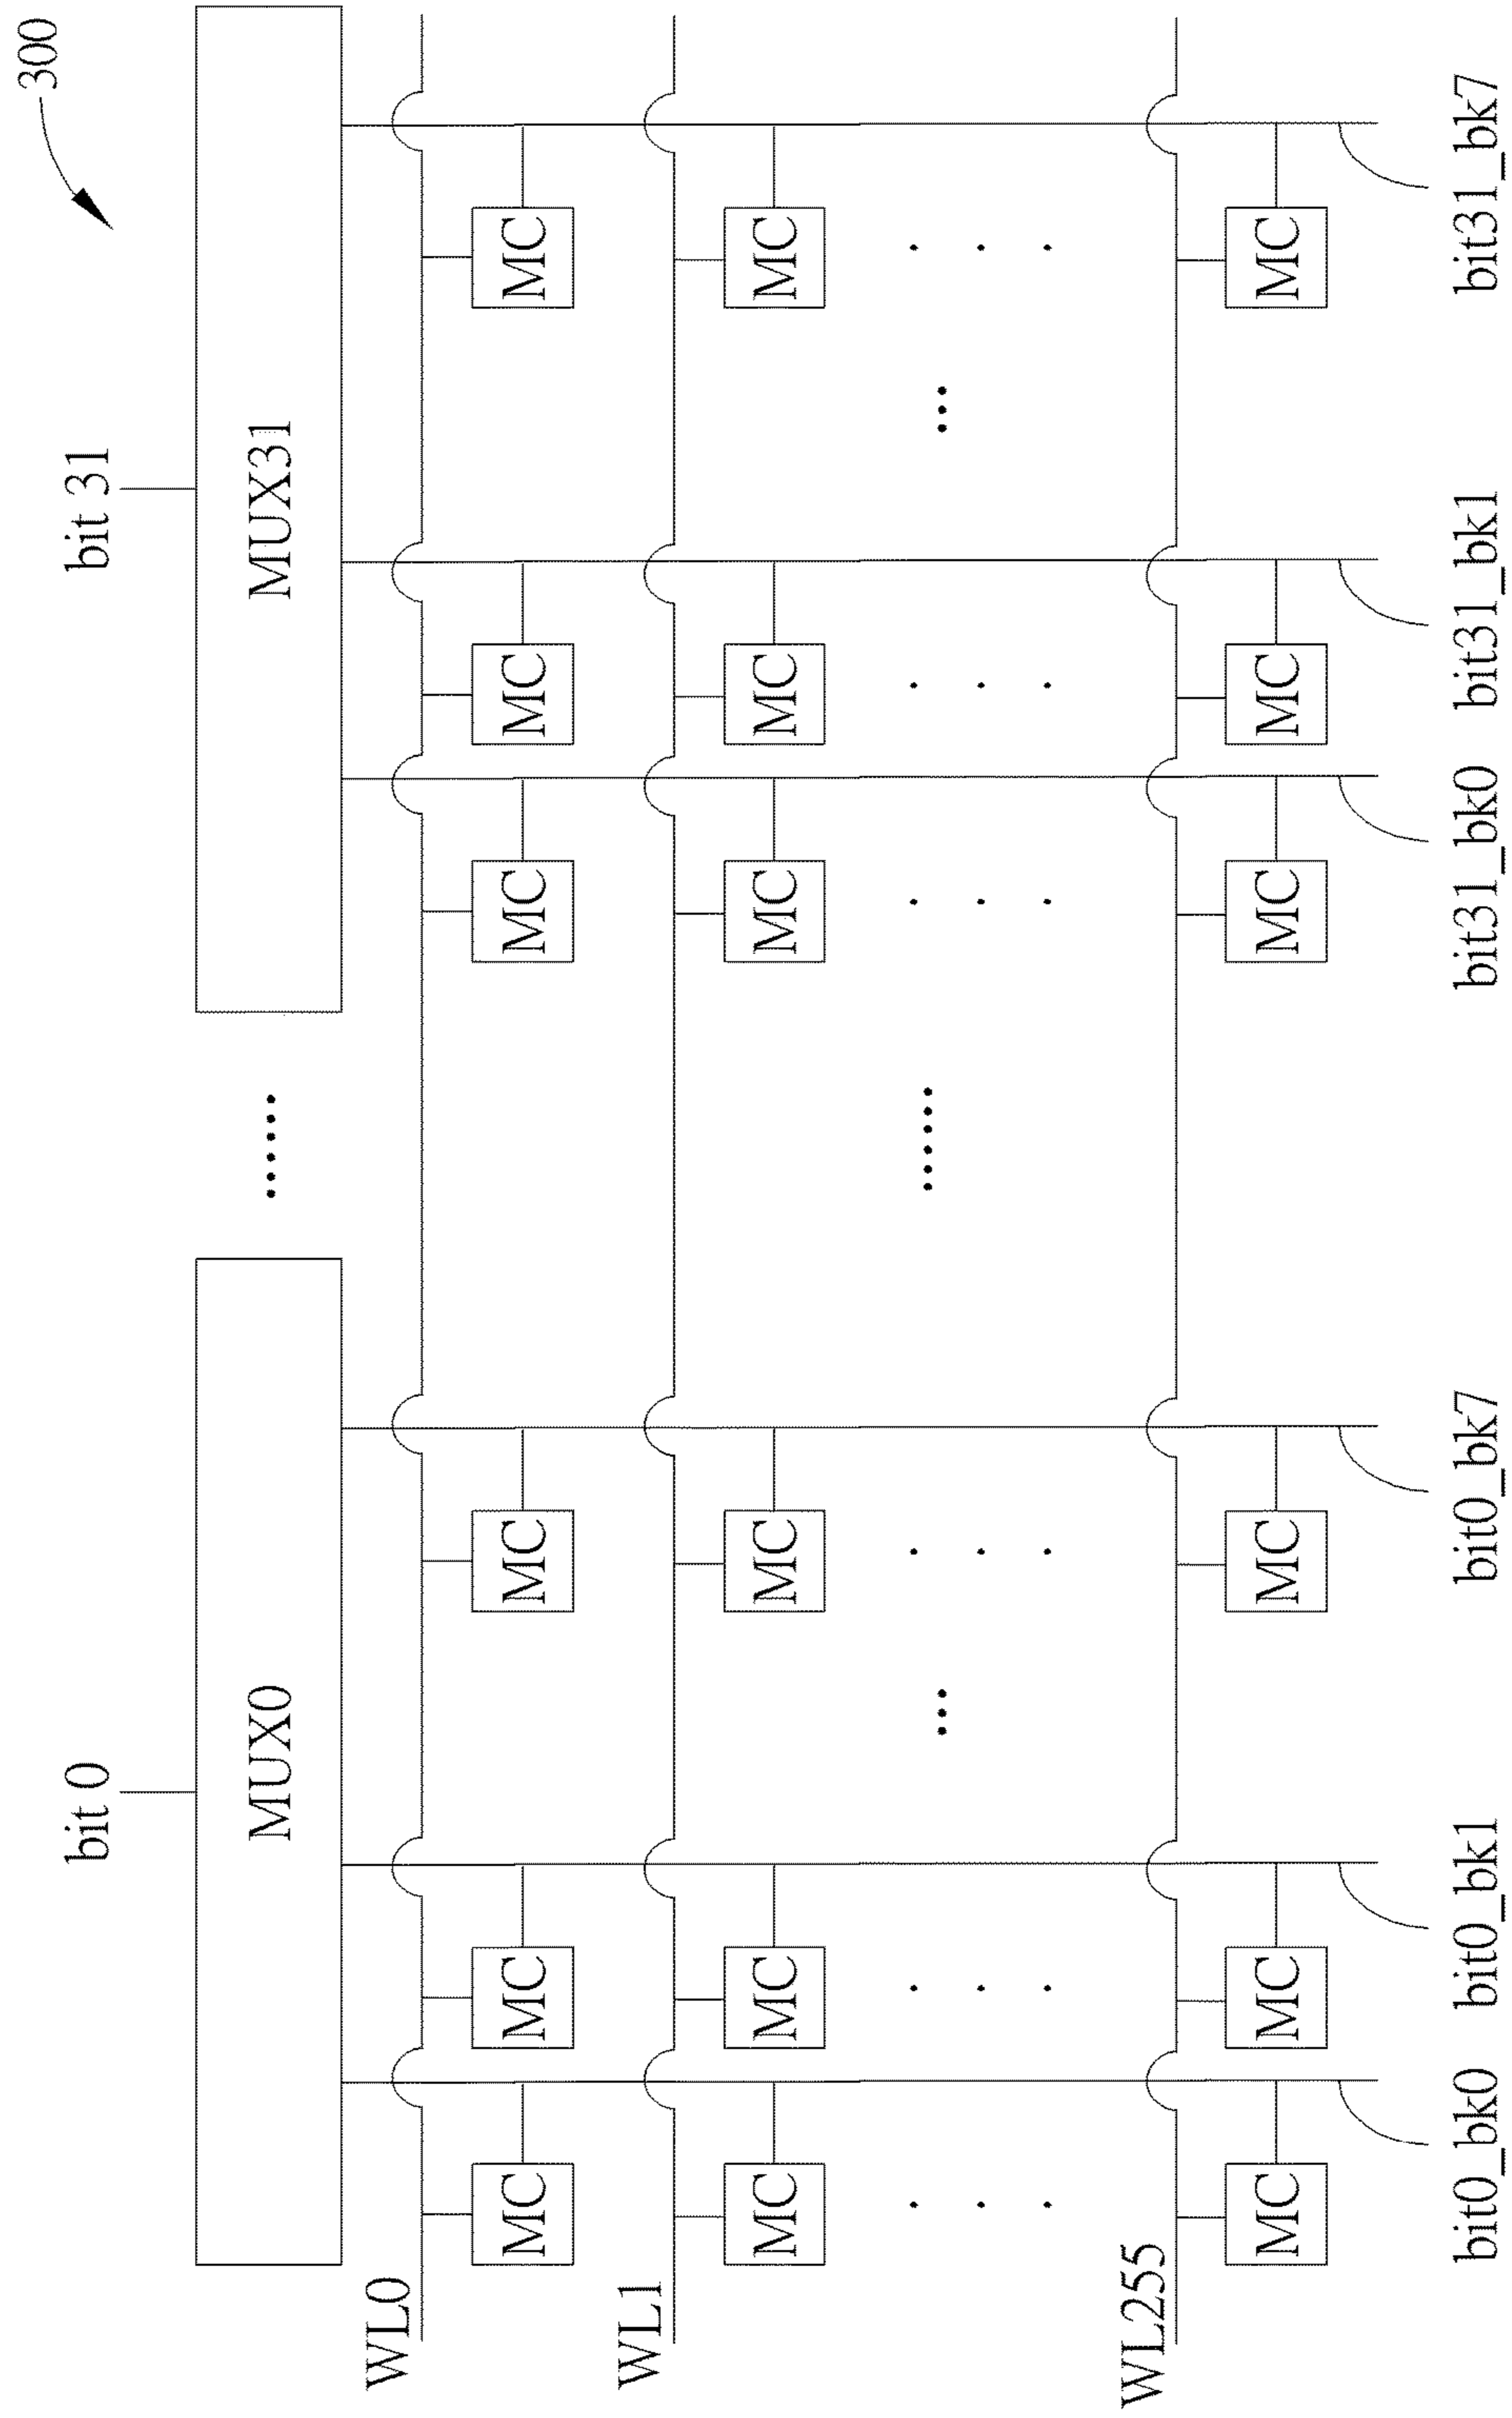 300
bit 0
bit 31
MUX0
MUX31
WL0
MC MC MC MC MC MC
WL1
MC MC MC MC MC MC
WL255
MC MC MC MC MC MC
bit0_bk0 bit0_bk1 bit0_bk7 bit31_bk0 bit31_bk1 bit31_bk7